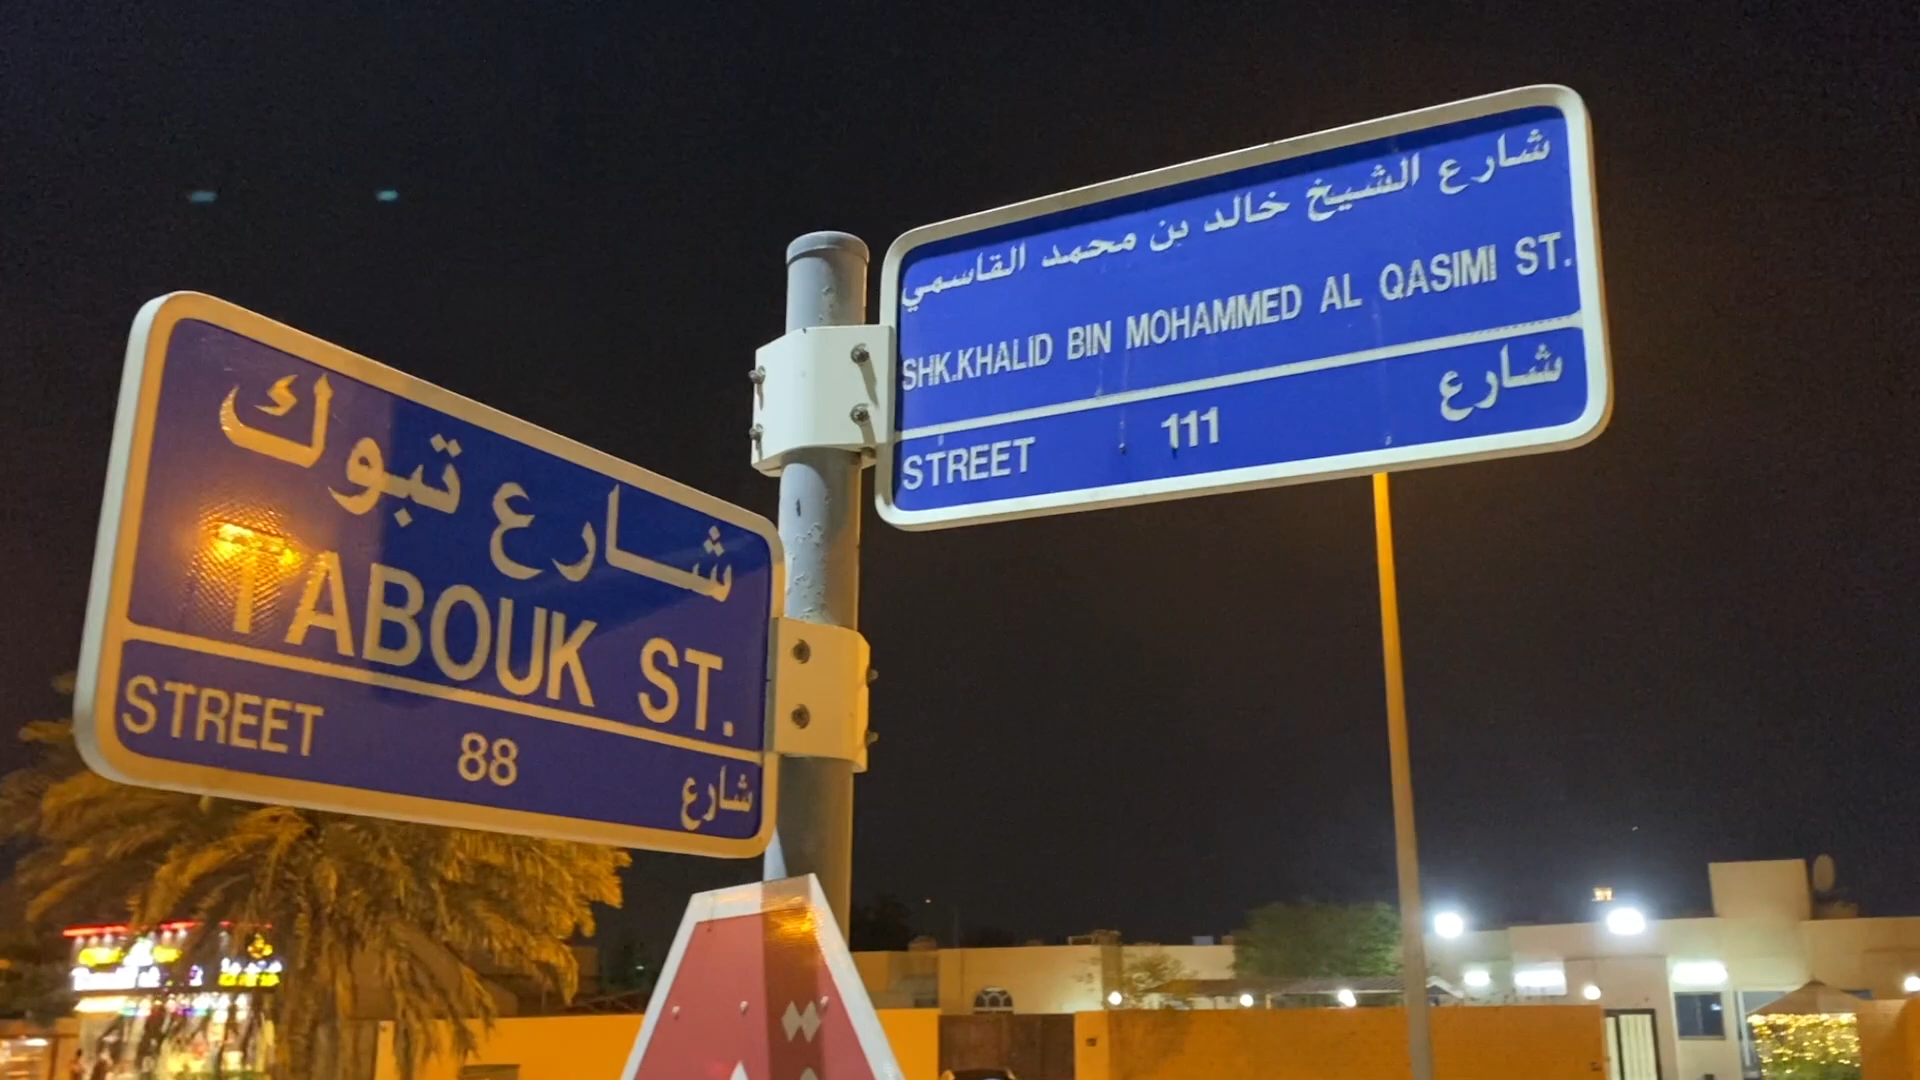 شارع تبوك
TABOUK ST.
STREET 88 شارع
شارع الشيخ خالد بن محمد القاسمي
SHK.KHALID BIN MOHAMMED AL QASIMI ST.
STREET 111 شارع